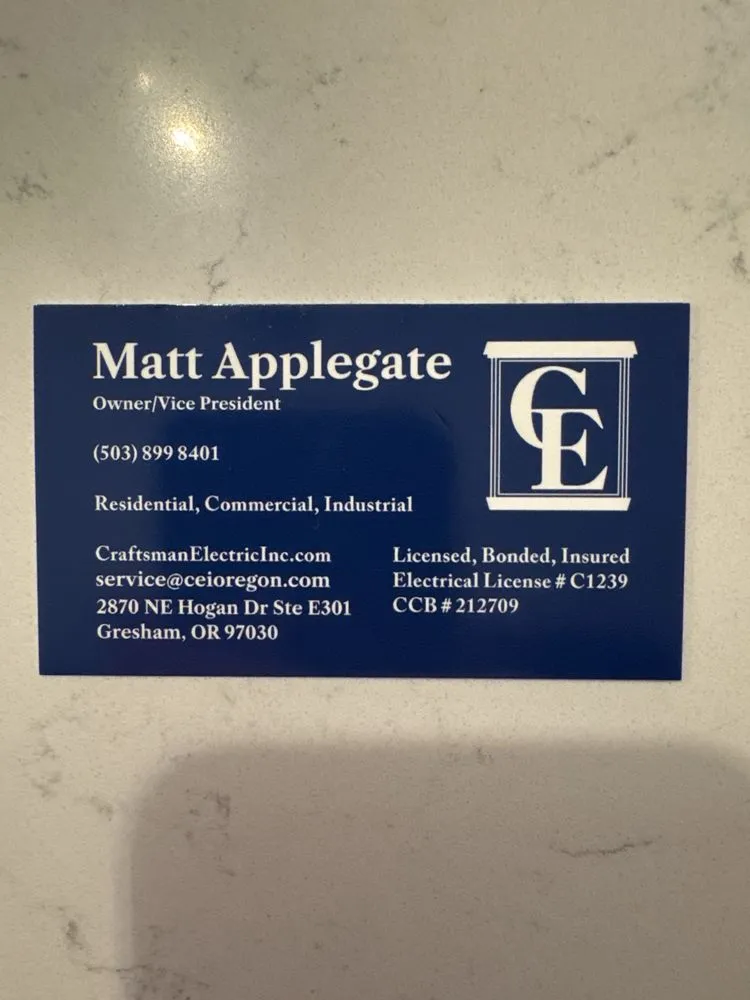 Matt Applegate
Owner/Vice President
(503) 899 8401
Residential, Commercial, Industrial
CraftsmanElectricInc.com
service@ceioregon.com
2870 NE Hogan Dr Ste E301
Gresham, OR 97030
CE
Licensed, Bonded, Insured
Electrical License # C1239
CCB # 212709